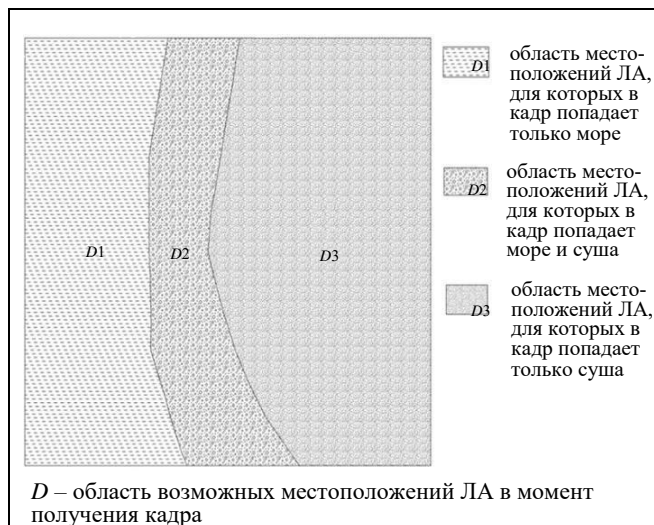 D1
D2
D3
D1
область место-
положений ЛА,
для которых в
кадр попадает
только море
D2
область место-
положений ЛА,
для которых в
кадр попадает
море и суша
D3
область место-
положений ЛА,
для которых в
кадр попадает
только суша
D – область возможных местоположений ЛА в момент
получения кадра